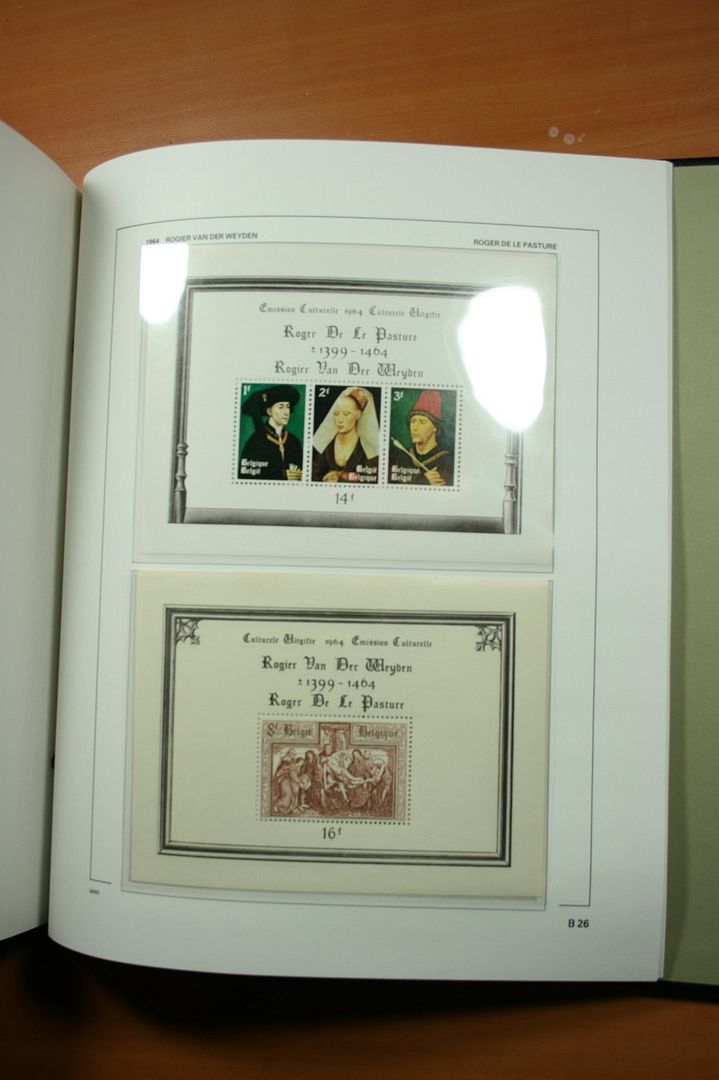 1964 ROGIER VAN DER WEYDEN
ROGER DE LE PASTURE
Emission Culturelle 1964 Culturele Uitgifte
Roger De Le Pasture
± 1399 - 1464
Rogier Van Der Weyden
1f
2f
3f
Belgique
België
België
Belgique
Belgique
België
14 f
Culturele Uitgifte 1964 Emission Culturelle
Rogier Van Der Weyden
± 1399 - 1464
Roger De Le Pasture
8f België Belgique
16 f
B 26